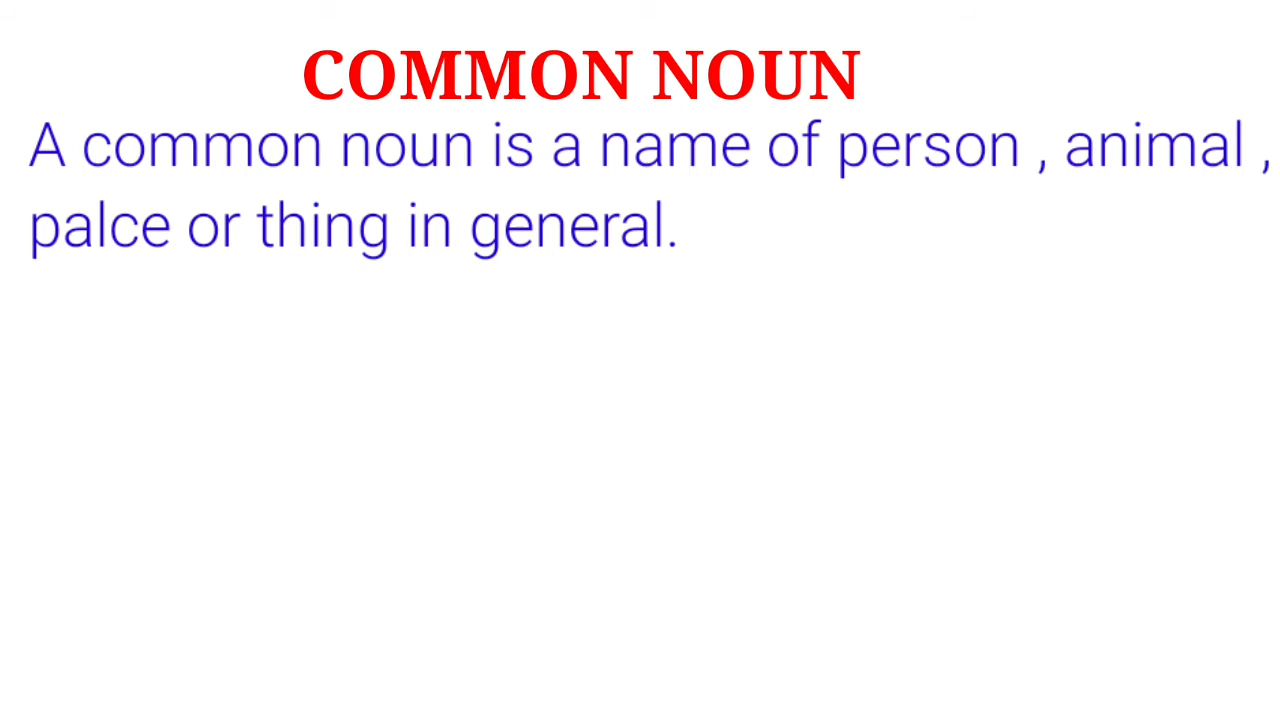 COMMON NOUN
A common noun is a name of person , animal ,
palce or thing in general.